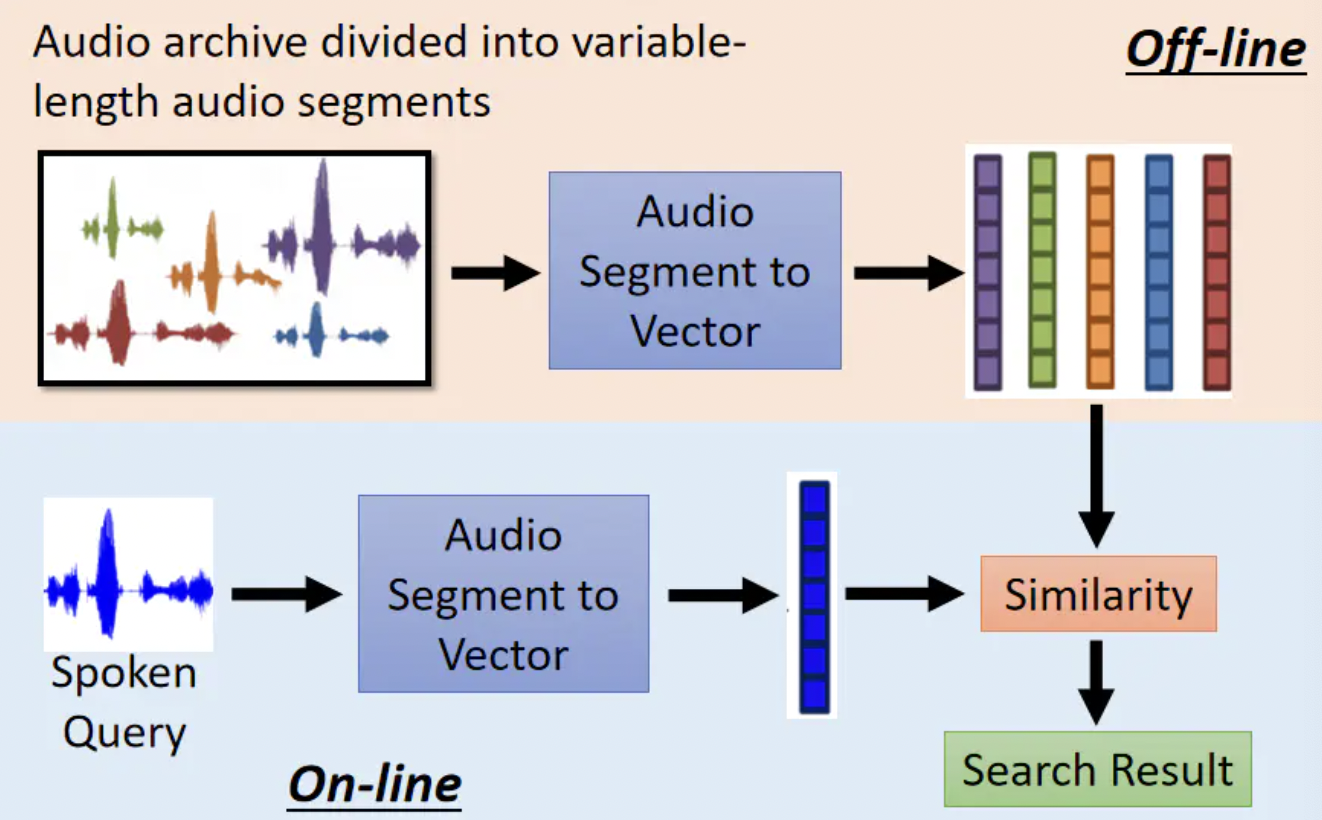 Audio archive divided into variable-
length audio segments
Off-line
Audio
Segment to
Vector
Audio
Segment to
Vector
Spoken
Query
Similarity
Search Result
On-line